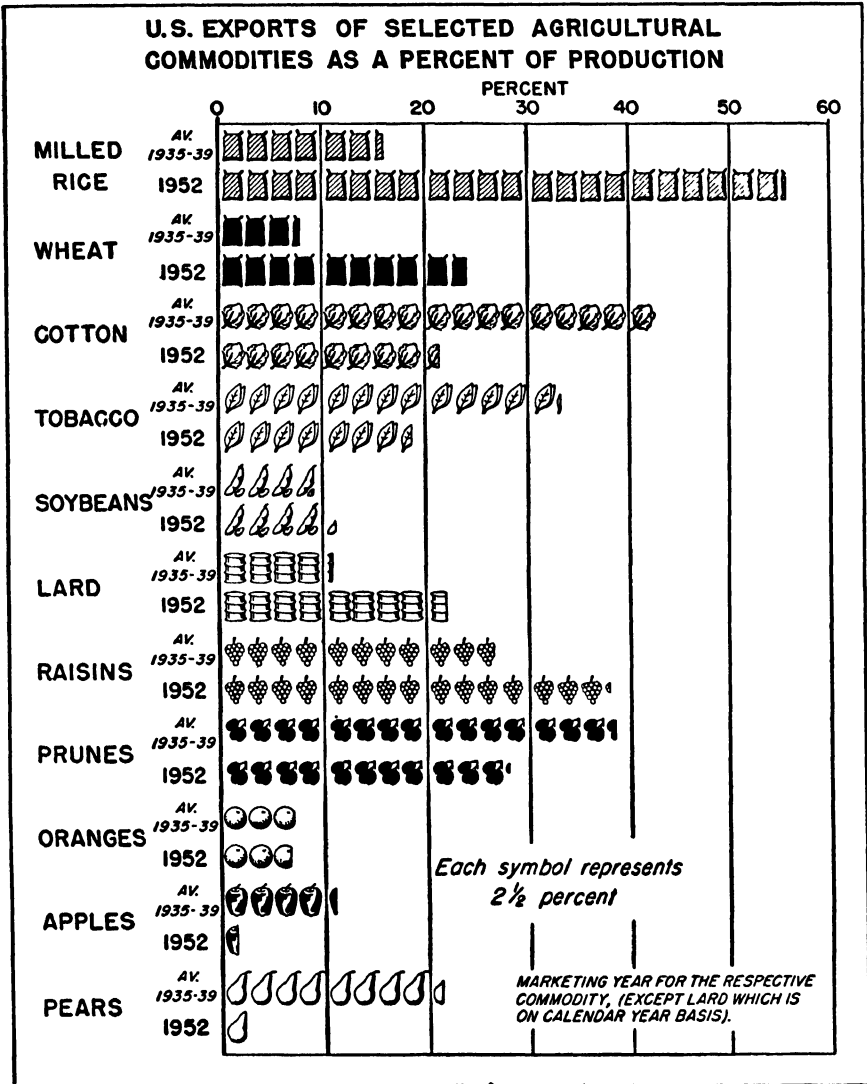 U.S. EXPORTS OF SELECTED AGRICULTURAL
COMMODITIES AS A PERCENT OF PRODUCTION
PERCENT
0 10 20 30 40 50 60
MILLED RICE
AV. 1935-39
1952
WHEAT
AV. 1935-39
1952
COTTON
AV. 1935-39
1952
TOBACCO
AV. 1935-39
1952
SOYBEANS
AV. 1935-39
1952
LARD
AV. 1935-39
1952
RAISINS
AV. 1935-39
1952
PRUNES
AV. 1935-39
1952
ORANGES
AV. 1935-39
1952
APPLES
AV. 1935-39
1952
PEARS
AV. 1935-39
1952
Each symbol represents
2 ½ percent
MARKETING YEAR FOR THE RESPECTIVE
COMMODITY, (EXCEPT LARD WHICH IS
ON CALENDAR YEAR BASIS).